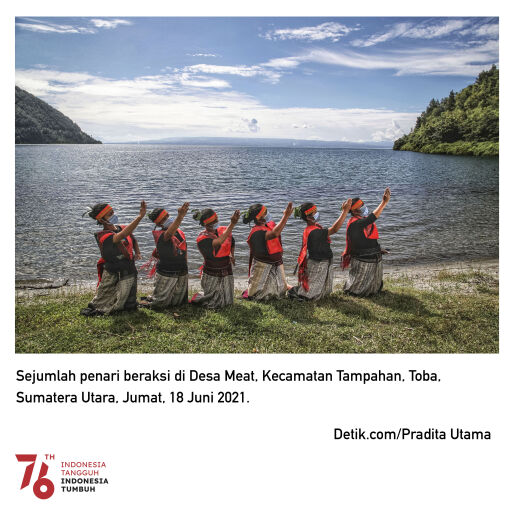 Sejumlah penari beraksi di Desa Meat, Kecamatan Tampahan, Toba,
Sumatera Utara, Jumat, 18 Juni 2021.
Detik.com/Pradita Utama
76TH
INDONESIA
TANGGUH
INDONESIA
TUMBUH